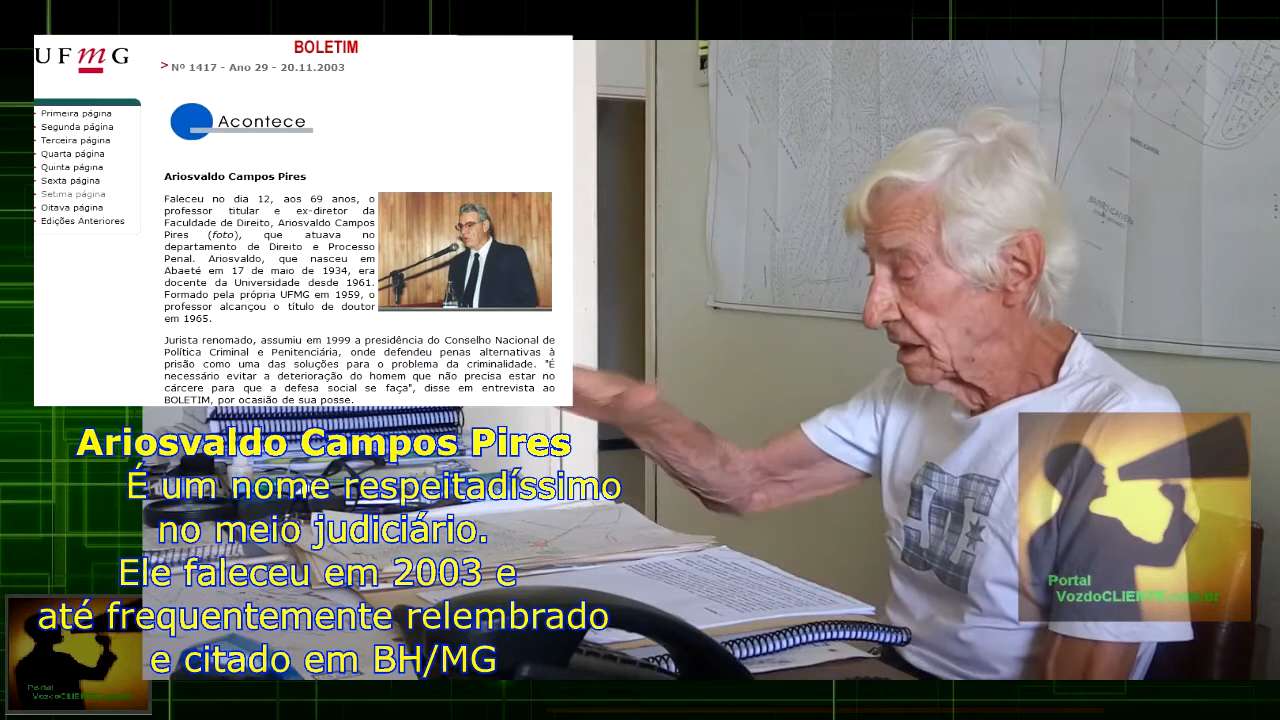 UFmG
BOLETIM
> Nº 1417 - Ano 29 - 20.11.2003
Primeira página
Segunda página
Terceira página
Quarta página
Quinta página
Sexta página
Setima página
Oitava página
Edições Anteriores
Acontece
Ariosvaldo Campos Pires
Faleceu no dia 12, aos 69 anos, o
professor titular e ex-diretor da
Faculdade de Direito, Ariosvaldo Campos
Pires (foto), que atuava no
departamento de Direito e Processo
Penal. Ariosvaldo, que nasceu em
Abaeté em 17 de maio de 1934, era
docente da Universidade desde 1961.
Formado pela própria UFMG em 1959, o
professor alcançou o título de doutor
em 1965.
Jurista renomado, assumiu em 1999 a presidência do Conselho Nacional de
Política Criminal e Penitenciária, onde defendeu penas alternativas à
prisão como uma das soluções para o problema da criminalidade. "É
necessário evitar a deterioração do homem que não precisa estar no
cárcere para que a defesa social se faça", disse em entrevista ao
BOLETIM, por ocasião de sua posse.
Ariosvaldo Campos Pires
É um nome respeitadíssimo
no meio judiciário.
Ele faleceu em 2003 e
até frequentemente relembrado
e citado em BH/MG
Portal
VozdoCLIENTE.com.br
Portal
VozdoCLIENTE.com.br